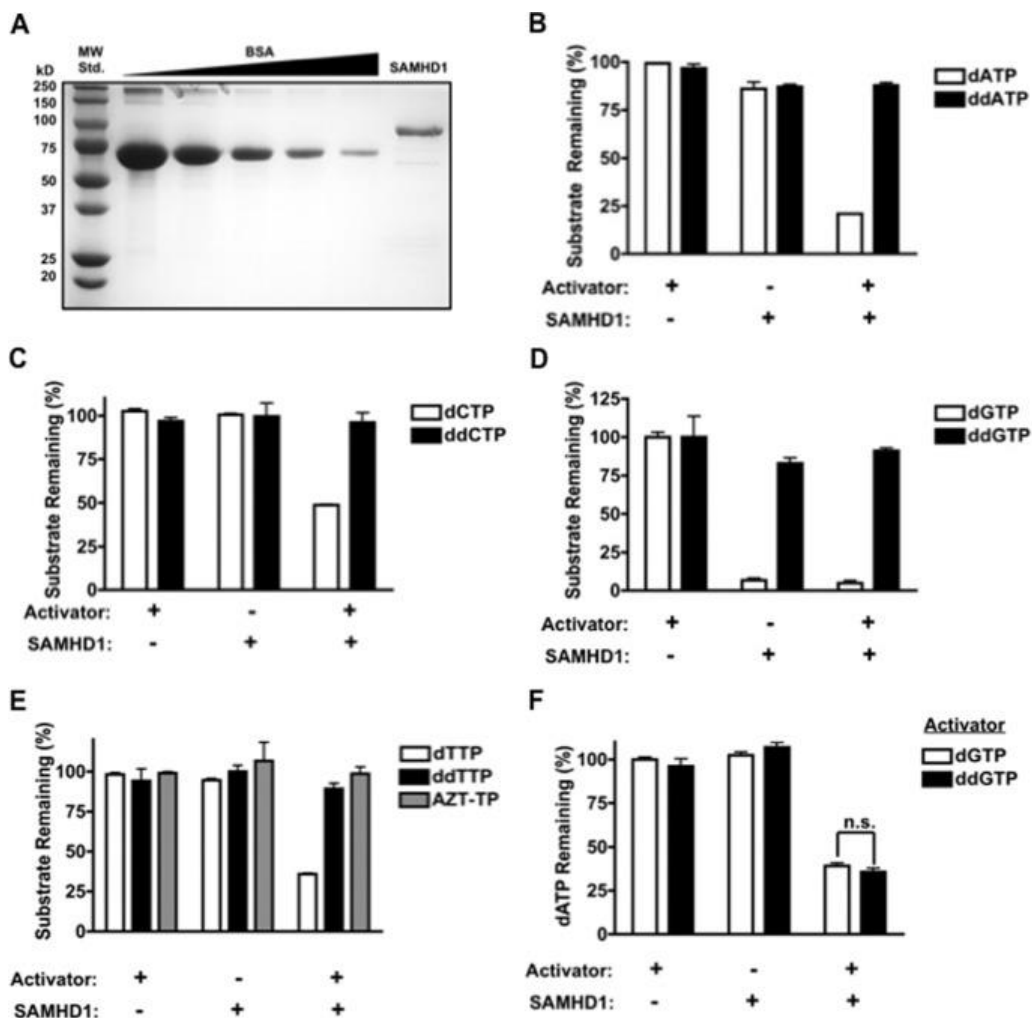 A
MW
Std.
BSA
SAMHD1
kD
250
150
100
75
50
37
25
20
B
Substrate Remaining (%)
100
75
50
25
0
dATP
ddATP
Activator: + - +
SAMHD1: - + +
C
Substrate Remaining (%)
100
75
50
25
0
dCTP
ddCTP
Activator: + - +
SAMHD1: - + +
D
Substrate Remaining (%)
125
100
75
50
25
0
dGTP
ddGTP
Activator: + - +
SAMHD1: - + +
E
Substrate Remaining (%)
100
75
50
25
0
dTTP
ddTTP
AZT-TP
Activator: + - +
SAMHD1: - + +
F
dATP Remaining (%)
100
75
50
25
0
n.s.
Activator
dGTP
ddGTP
Activator: + - +
SAMHD1: - + +